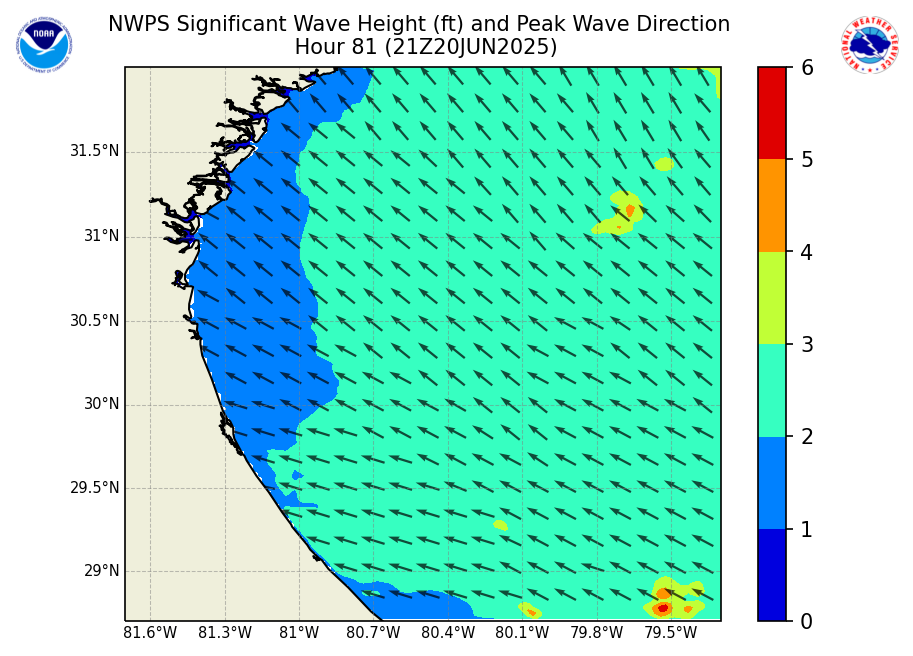 NWPS Significant Wave Height (ft) and Peak Wave Direction
Hour 81 (21Z20JUN2025)
NOAA
NATIONAL WEATHER SERVICE
31.5°N
31°N
30.5°N
30°N
29.5°N
29°N
81.6°W 81.3°W 81°W 80.7°W 80.4°W 80.1°W 79.8°W 79.5°W
6
5
4
3
2
1
0